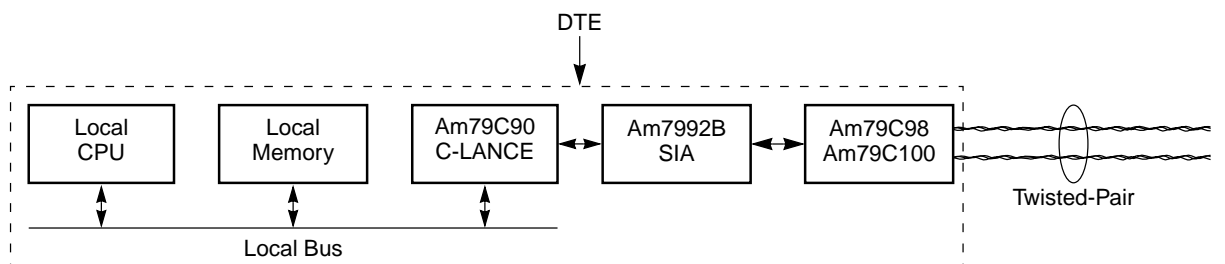 DTE
Local
CPU
Local
Memory
Am79C90
C-LANCE
Am7992B
SIA
Am79C98
Am79C100
Twisted-Pair
Local Bus